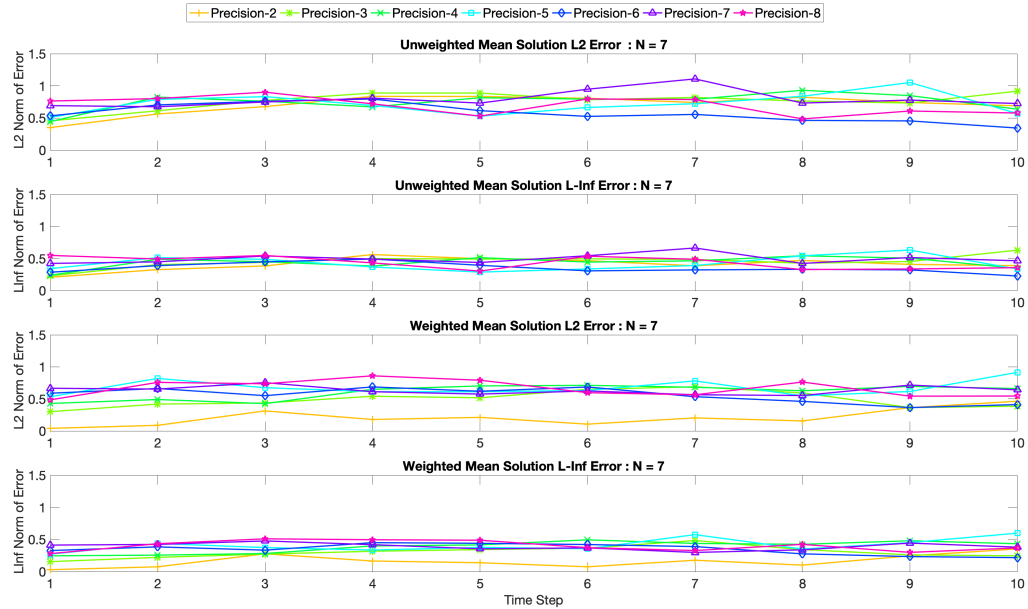 Precision-2 Precision-3 Precision-4 Precision-5 Precision-6 Precision-7 Precision-8
Unweighted Mean Solution L2 Error : N = 7
L2 Norm of Error
1.5
1
0.5
0
1 2 3 4 5 6 7 8 9 10
Unweighted Mean Solution L-Inf Error : N = 7
LInf Norm of Error
1.5
1
0.5
0
1 2 3 4 5 6 7 8 9 10
Weighted Mean Solution L2 Error : N = 7
L2 Norm of Error
1.5
1
0.5
0
1 2 3 4 5 6 7 8 9 10
Weighted Mean Solution L-Inf Error : N = 7
LInf Norm of Error
1.5
1
0.5
0
1 2 3 4 5 6 7 8 9 10
Time Step